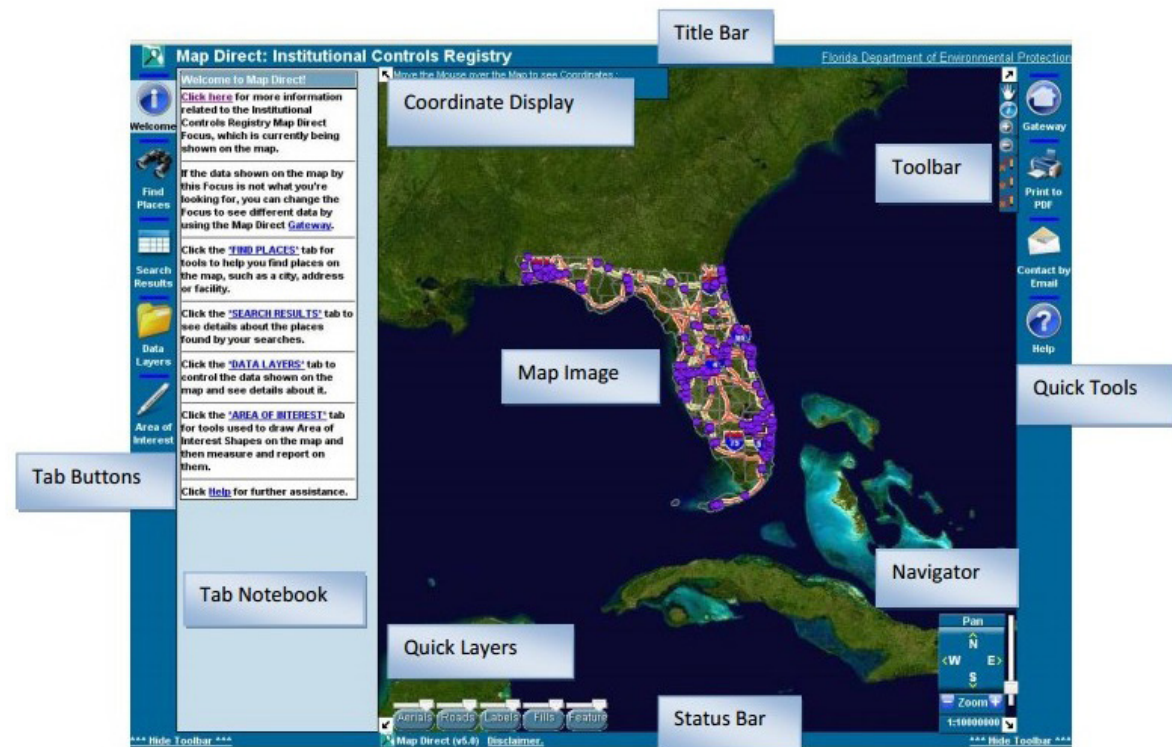 Title Bar
Map Direct: Institutional Controls Registry
Florida Department of Environmental Protection
Welcome to Map Direct!
Click here for more information
related to the Institutional
Controls Registry Map Direct
Focus, which is currently being
shown on the map.
If the data shown on the map by
this Focus is not what you're
looking for, you can change the
Focus to see different data by
using the Map Direct Gateway.
Click the "FIND PLACES" tab for
tools to help you find places on
the map, such as a city, address
or facility.
Click the "SEARCH RESULTS" tab to
see details about the places
found by your searches.
Click the "DATA LAYERS" tab to
control the data shown on the
map and see details about it.
Click the "AREA OF INTEREST" tab
for tools used to draw Area of
Interest Shapes on the map and
then measure and report on
them.
Click Help for further assistance.
Welcome
Find
Places
Search
Results
Data
Layers
Area of
Interest
Tab Buttons
Tab Notebook
Move the Mouse over the Map to see Coordinates :
Coordinate Display
Toolbar
Map Image
75
Gateway
Print to
PDF
Contact by
Email
Help
Quick Tools
Navigator
Pan
N
W E
S
Zoom
1:10000000
Quick Layers
Aerials Roads Labels Fills Feature
Status Bar
^^^ Hide Toolbar ^^^
Map Direct (v5.0) Disclaimer.
^^^ Hide Toolbar ^^^